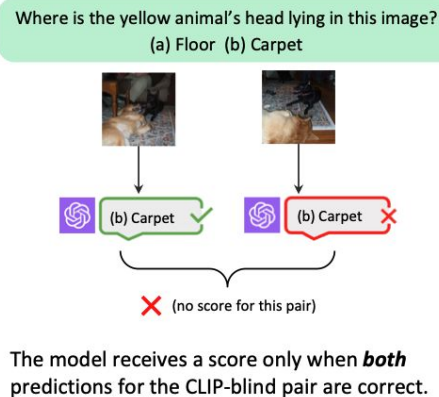 Where is the yellow animal's head lying in this image?
(a) Floor (b) Carpet
(b) Carpet
(b) Carpet
(no score for this pair)
The model receives a score only when both
predictions for the CLIP-blind pair are correct.